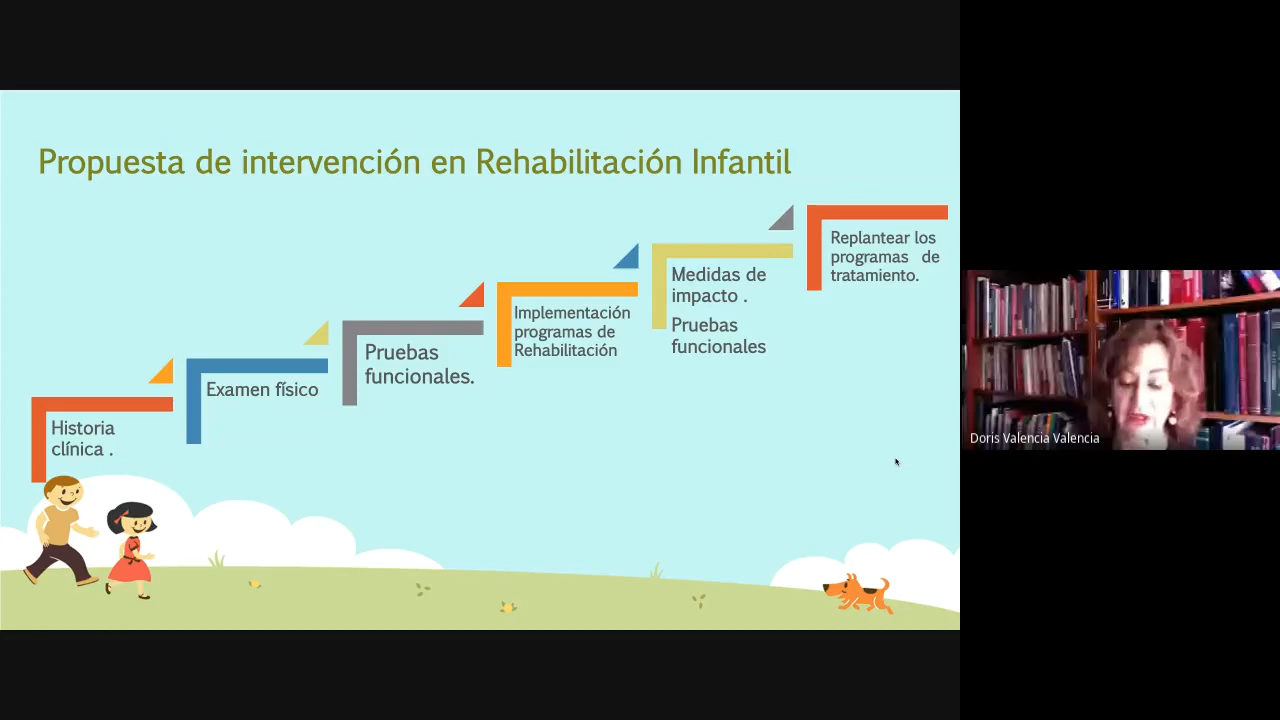 Propuesta de intervención en Rehabilitación Infantil
Historia
clínica .
Examen físico
Pruebas
funcionales.
Implementación
programas de
Rehabilitación
Medidas de
impacto .
Pruebas
funcionales
Replantear los
programas de
tratamiento.
Doris Valencia Valencia